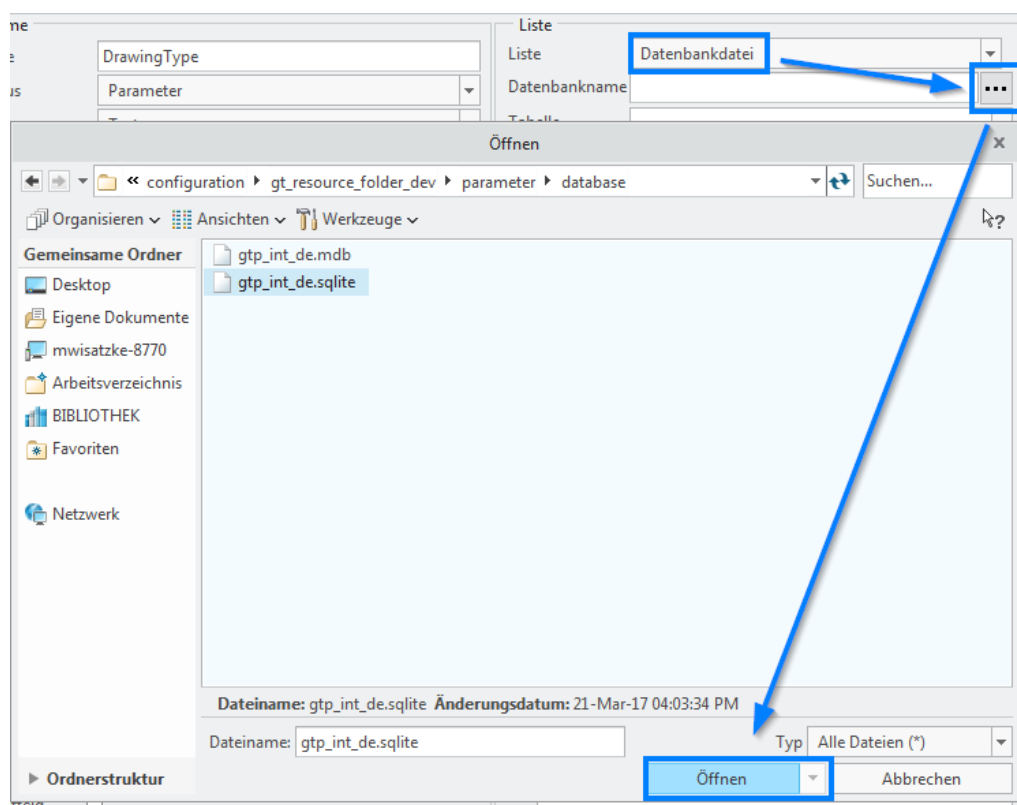 Liste
DrawingType
Liste
Datenbankdatei
Parameter
Datenbankname
Öffnen
« configuration gt_resource_folder_dev parameter database
Suchen...
Organisieren Ansichten Werkzeuge
Gemeinsame Ordner
gtp_int_de.mdb
Desktop
gtp_int_de.sqlite
Eigene Dokumente
mwisatzke-8770
Arbeitsverzeichnis
BIBLIOTHEK
Favoriten
Netzwerk
Dateiname: gtp_int_de.sqlite Änderungsdatum: 21-Mar-17 04:03:34 PM
Dateiname: gtp_int_de.sqlite
Typ Alle Dateien (*)
Ordnerstruktur
Öffnen
Abbrechen